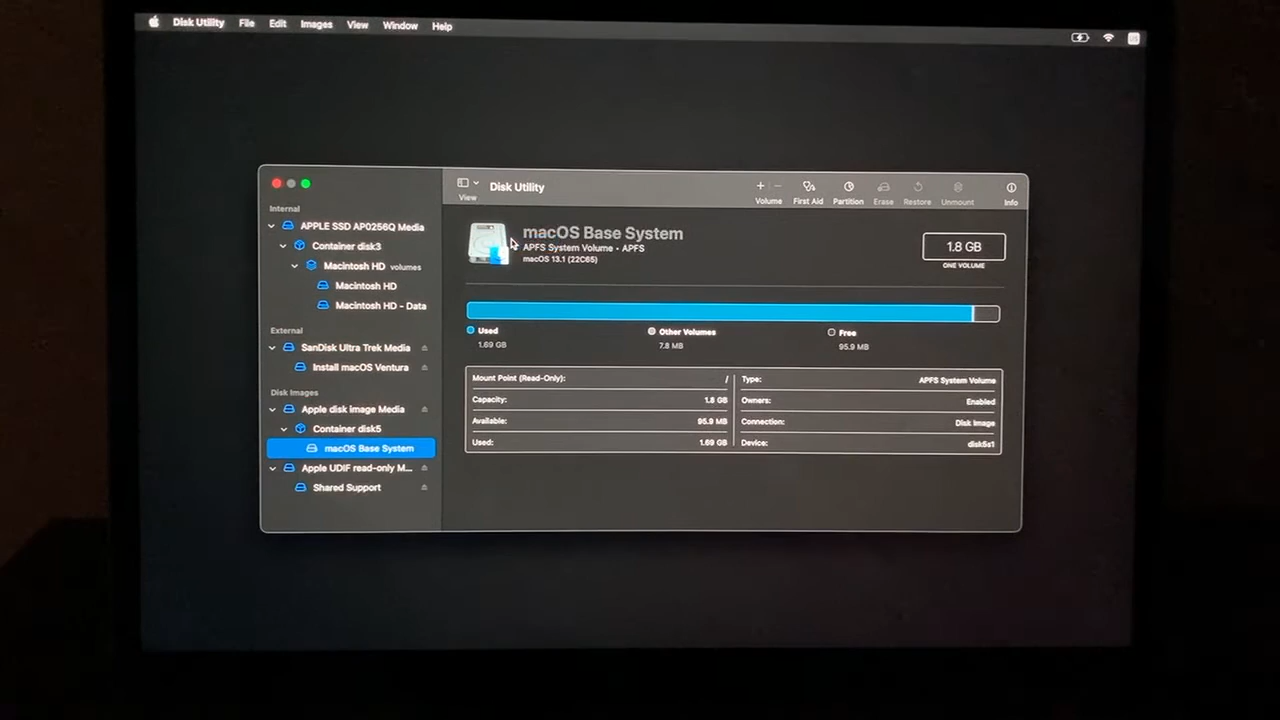 Disk Utility File Edit Images View Window Help
Disk Utility
View
Volume First Aid Partition Erase Restore Unmount Info
Internal
APPLE SSD AP0256Q Media
Container disk3
Macintosh HD volumes
Macintosh HD
Macintosh HD - Data
External
SanDisk Ultra Trek Media
Install macOS Ventura
Disk Images
Apple disk image Media
Container disk5
macOS Base System
Apple UDIF read-only M...
Shared Support
macOS Base System
APFS System Volume • APFS
macOS 13.1 (22C65)
1.8 GB
ONE VOLUME
Used
1.69 GB
Other Volumes
7.8 MB
Free
95.9 MB
Mount Point (Read-Only): /
Capacity: 1.8 GB
Available: 95.9 MB
Used: 1.69 GB
Type: APFS System Volume
Owners: Enabled
Connection: Disk Image
Device: disk5s1